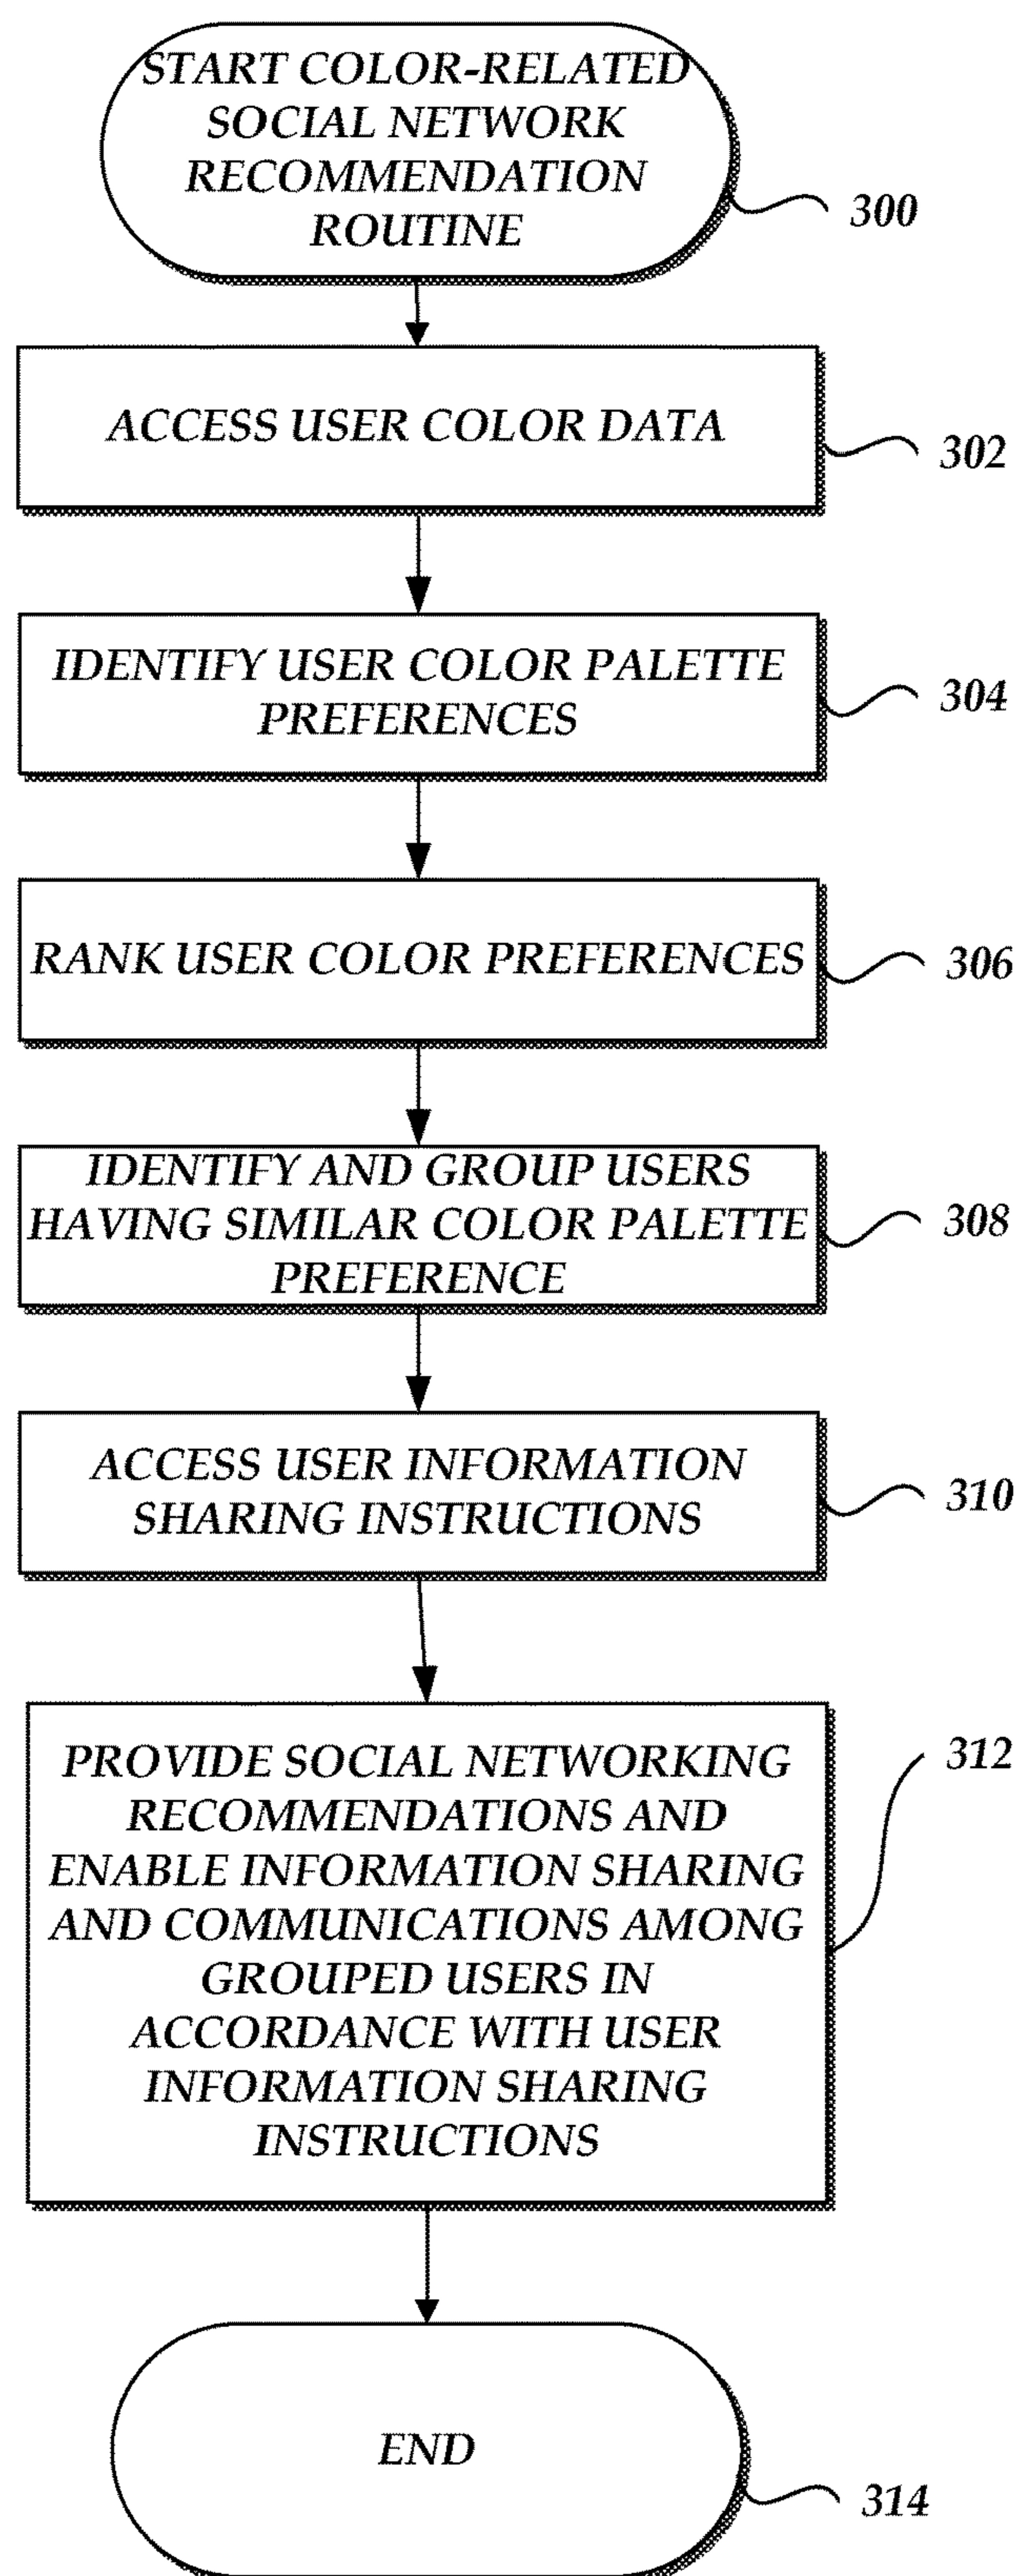 START COLOR-RELATED
SOCIAL NETWORK
RECOMMENDATION
ROUTINE
300
ACCESS USER COLOR DATA
302
IDENTIFY USER COLOR PALETTE
PREFERENCES
304
RANK USER COLOR PREFERENCES
306
IDENTIFY AND GROUP USERS
HAVING SIMILAR COLOR PALETTE
PREFERENCE
308
ACCESS USER INFORMATION
SHARING INSTRUCTIONS
310
PROVIDE SOCIAL NETWORKING
RECOMMENDATIONS AND
ENABLE INFORMATION SHARING
AND COMMUNICATIONS AMONG
GROUPED USERS IN
ACCORDANCE WITH USER
INFORMATION SHARING
INSTRUCTIONS
312
END
314